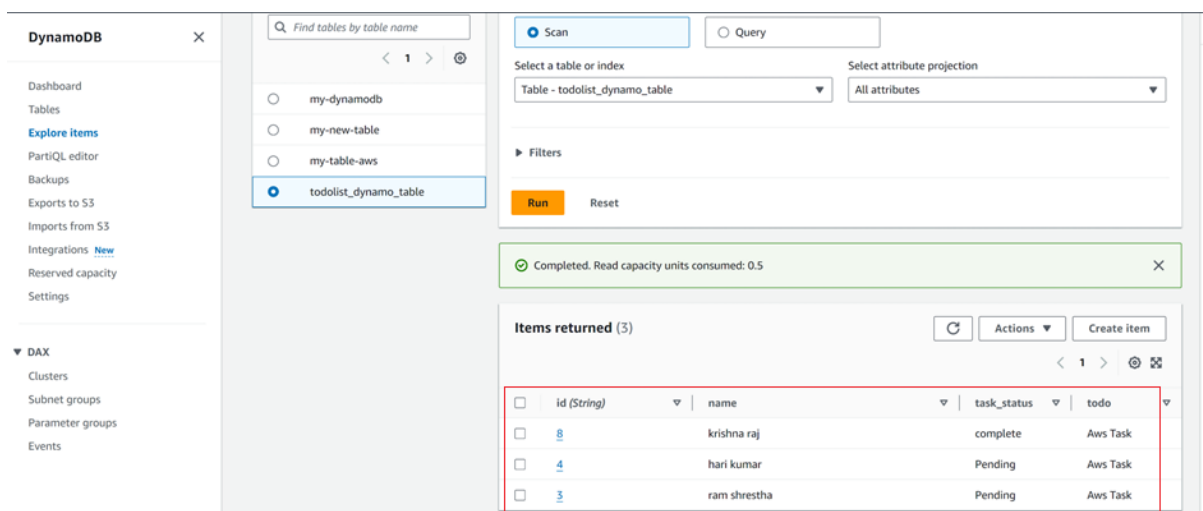 DynamoDB
Dashboard
Tables
Explore items
PartiQL editor
Backups
Exports to S3
Imports from S3
Integrations New
Reserved capacity
Settings
DAX
Clusters
Subnet groups
Parameter groups
Events
Find tables by table name
1
my-dynamodb
my-new-table
my-table-aws
todolist_dynamo_table
Scan
Query
Select a table or index
Select attribute projection
Table - todolist_dynamo_table
All attributes
Filters
Run Reset
Completed. Read capacity units consumed: 0.5
Items returned (3)
Actions
Create item
1
id (String) name task_status todo
8 krishna raj complete Aws Task
4 hari kumar Pending Aws Task
3 ram shrestha Pending Aws Task